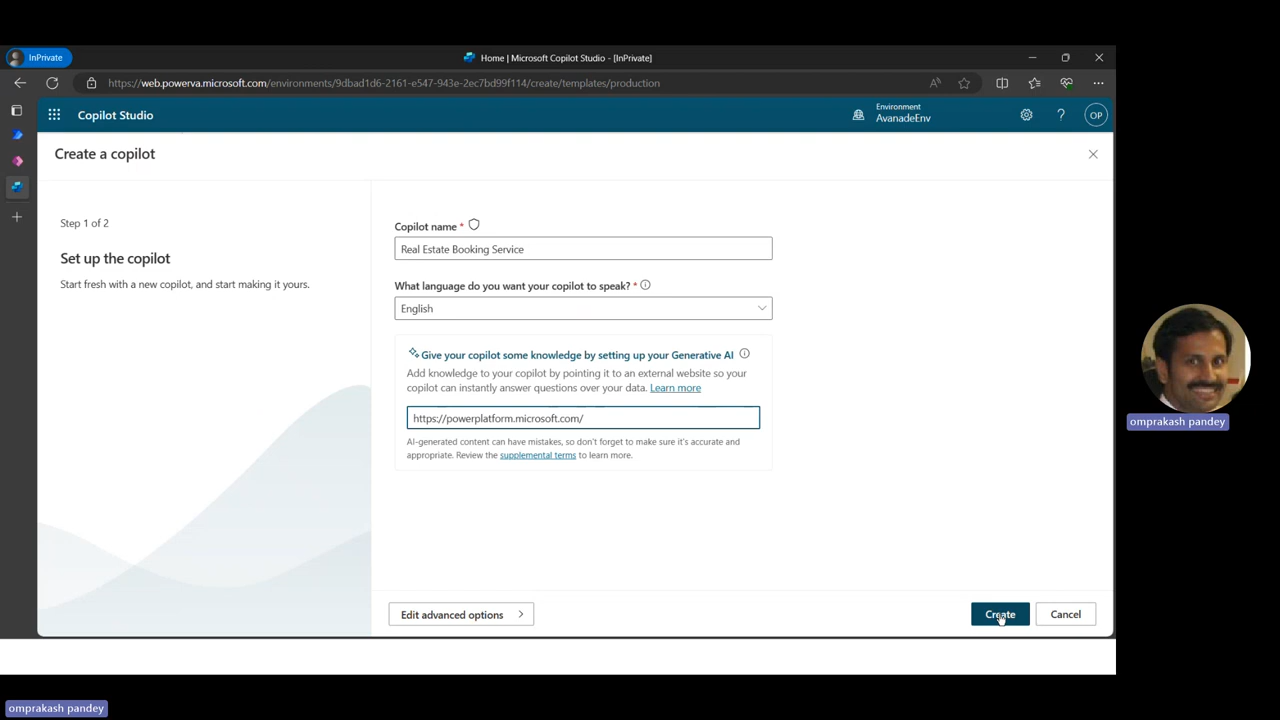 InPrivate
Home | Microsoft Copilot Studio - [InPrivate]
https://web.powerva.microsoft.com/environments/9dbad1d6-2161-e547-943e-2ec7bd99f114/create/templates/production
Copilot Studio
Environment
AvanadeEnv
?
OP
Create a copilot
Step 1 of 2
Set up the copilot
Start fresh with a new copilot, and start making it yours.
Copilot name *
Real Estate Booking Service
What language do you want your copilot to speak? *
English
Give your copilot some knowledge by setting up your Generative AI
Add knowledge to your copilot by pointing it to an external website so your
copilot can instantly answer questions over your data. Learn more
https://powerplatform.microsoft.com/
AI-generated content can have mistakes, so don't forget to make sure it's accurate and
appropriate. Review the supplemental terms to learn more.
Edit advanced options
Create
Cancel
omprakash pandey
omprakash pandey